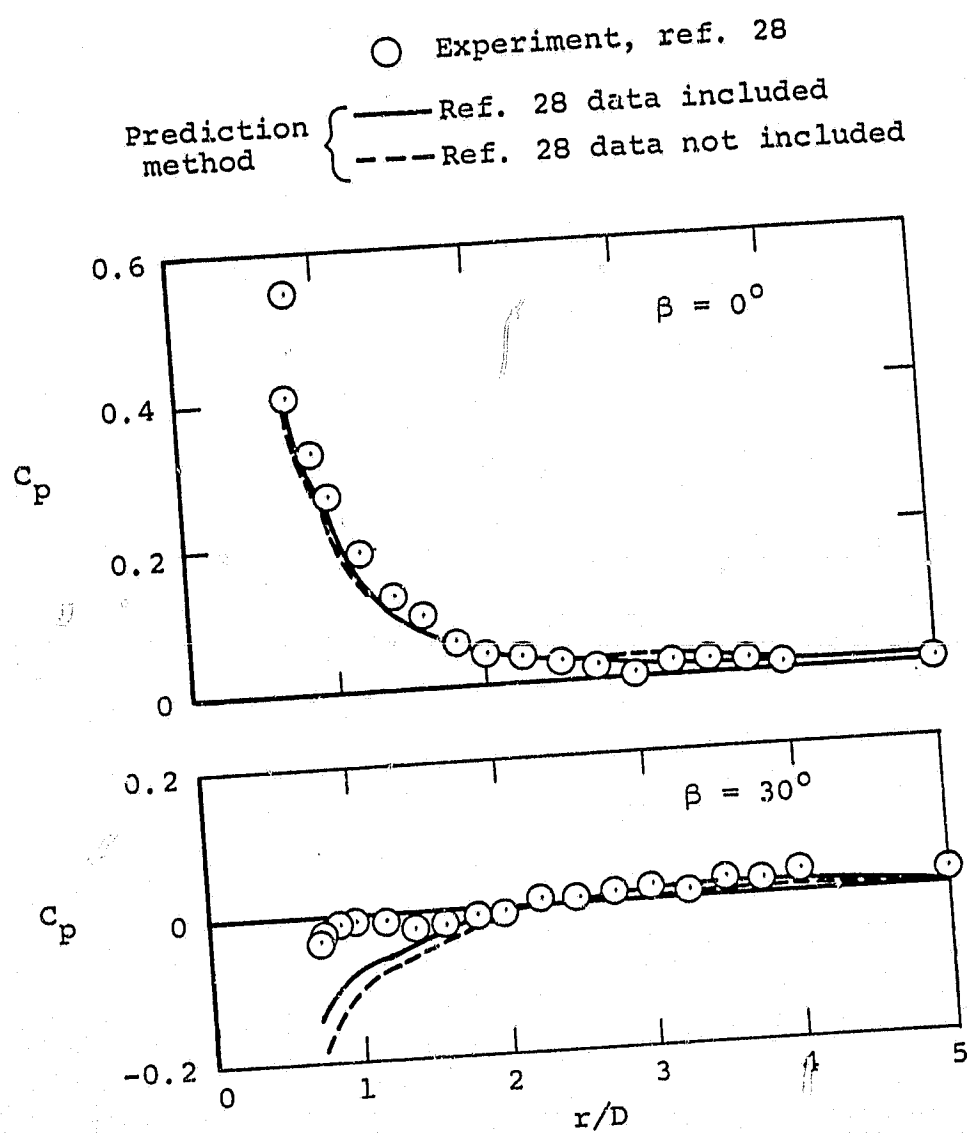 Experiment, ref. 28
Prediction method
Ref. 28 data included
Ref. 28 data not included
0.6
0.4
0.2
0
Cp
β = 0°
0.2
0
-0.2
Cp
β = 30°
0
1
2
3
4
5
r/D